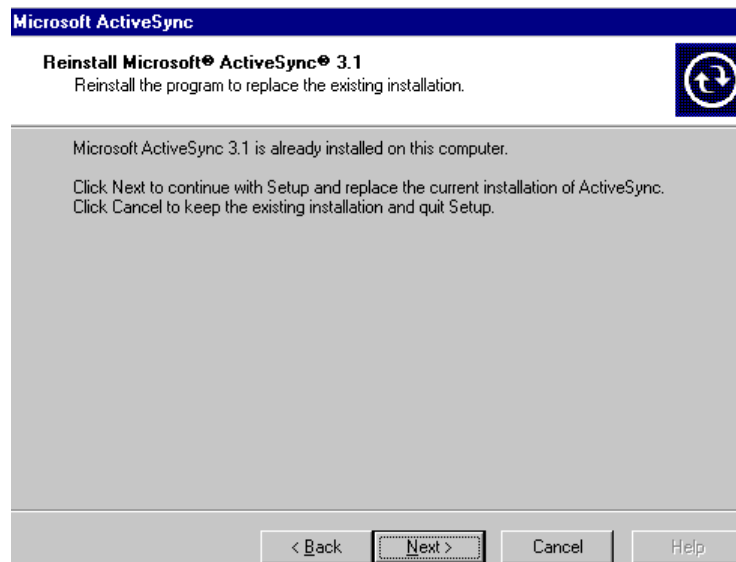 Microsoft ActiveSync
Reinstall Microsoft® ActiveSync® 3.1
Reinstall the program to replace the existing installation.
Microsoft ActiveSync 3.1 is already installed on this computer.
Click Next to continue with Setup and replace the current installation of ActiveSync.
Click Cancel to keep the existing installation and quit Setup.
< Back Next > Cancel Help